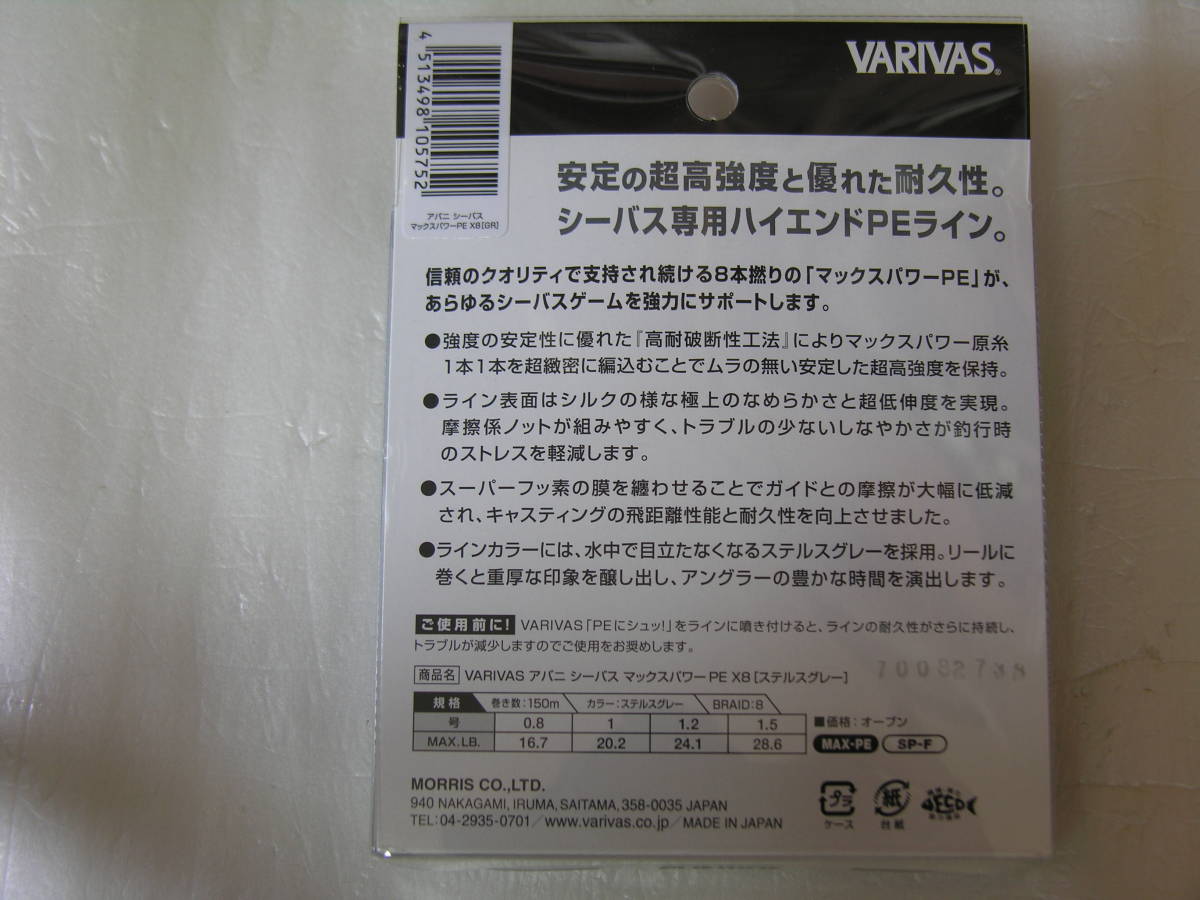 VARIVAS®
4 513498 105752
アバニ シーバス
マックスパワーPE X8[GR]
安定の超高強度と優れた耐久性。
シーバス専用ハイエンドPEライン。
信頼のクオリティで支持され続ける8本撚りの「マックスパワーPE」が、
あらゆるシーバスゲームを強力にサポートします。
●強度の安定性に優れた『高耐破断性工法』によりマックスパワー原糸
1本1本を超緻密に編込むことでムラの無い安定した超高強度を保持。
●ライン表面はシルクの様な極上のなめらかさと超低伸度を実現。
摩擦係ノットが組みやすく、トラブルの少ないしなやかさが釣行時
のストレスを軽減します。
●スーパーフッ素の膜を纏わせることでガイドとの摩擦が大幅に低減
され、キャスティングの飛距離性能と耐久性を向上させました。
●ラインカラーには、水中で目立たなくなるステルスグレーを採用。リールに
巻くと重厚な印象を醸し出し、アングラーの豊かな時間を演出します。
ご使用前に! VARIVAS「PEにシュッ!」をラインに噴き付けると、ラインの耐久性がさらに持続し、
トラブルが減少しますのでご使用をお奨めします。
商品名 VARIVAS アバニ シーバス マックスパワー PE X8[ステルスグレー]
規格 巻き数:150m カラー:ステルスグレー BRAID:8
号 0.8 1 1.2 1.5 ■価格:オープン
MAX.LB. 16.7 20.2 24.1 28.6 MAX-PE SP-F
MORRIS CO.,LTD.
940 NAKAGAMI, IRUMA, SAITAMA, 358-0035 JAPAN
TEL:04-2935-0701/www.varivas.co.jp/MADE IN JAPAN
プラ 紙 ECO
ケース 台紙